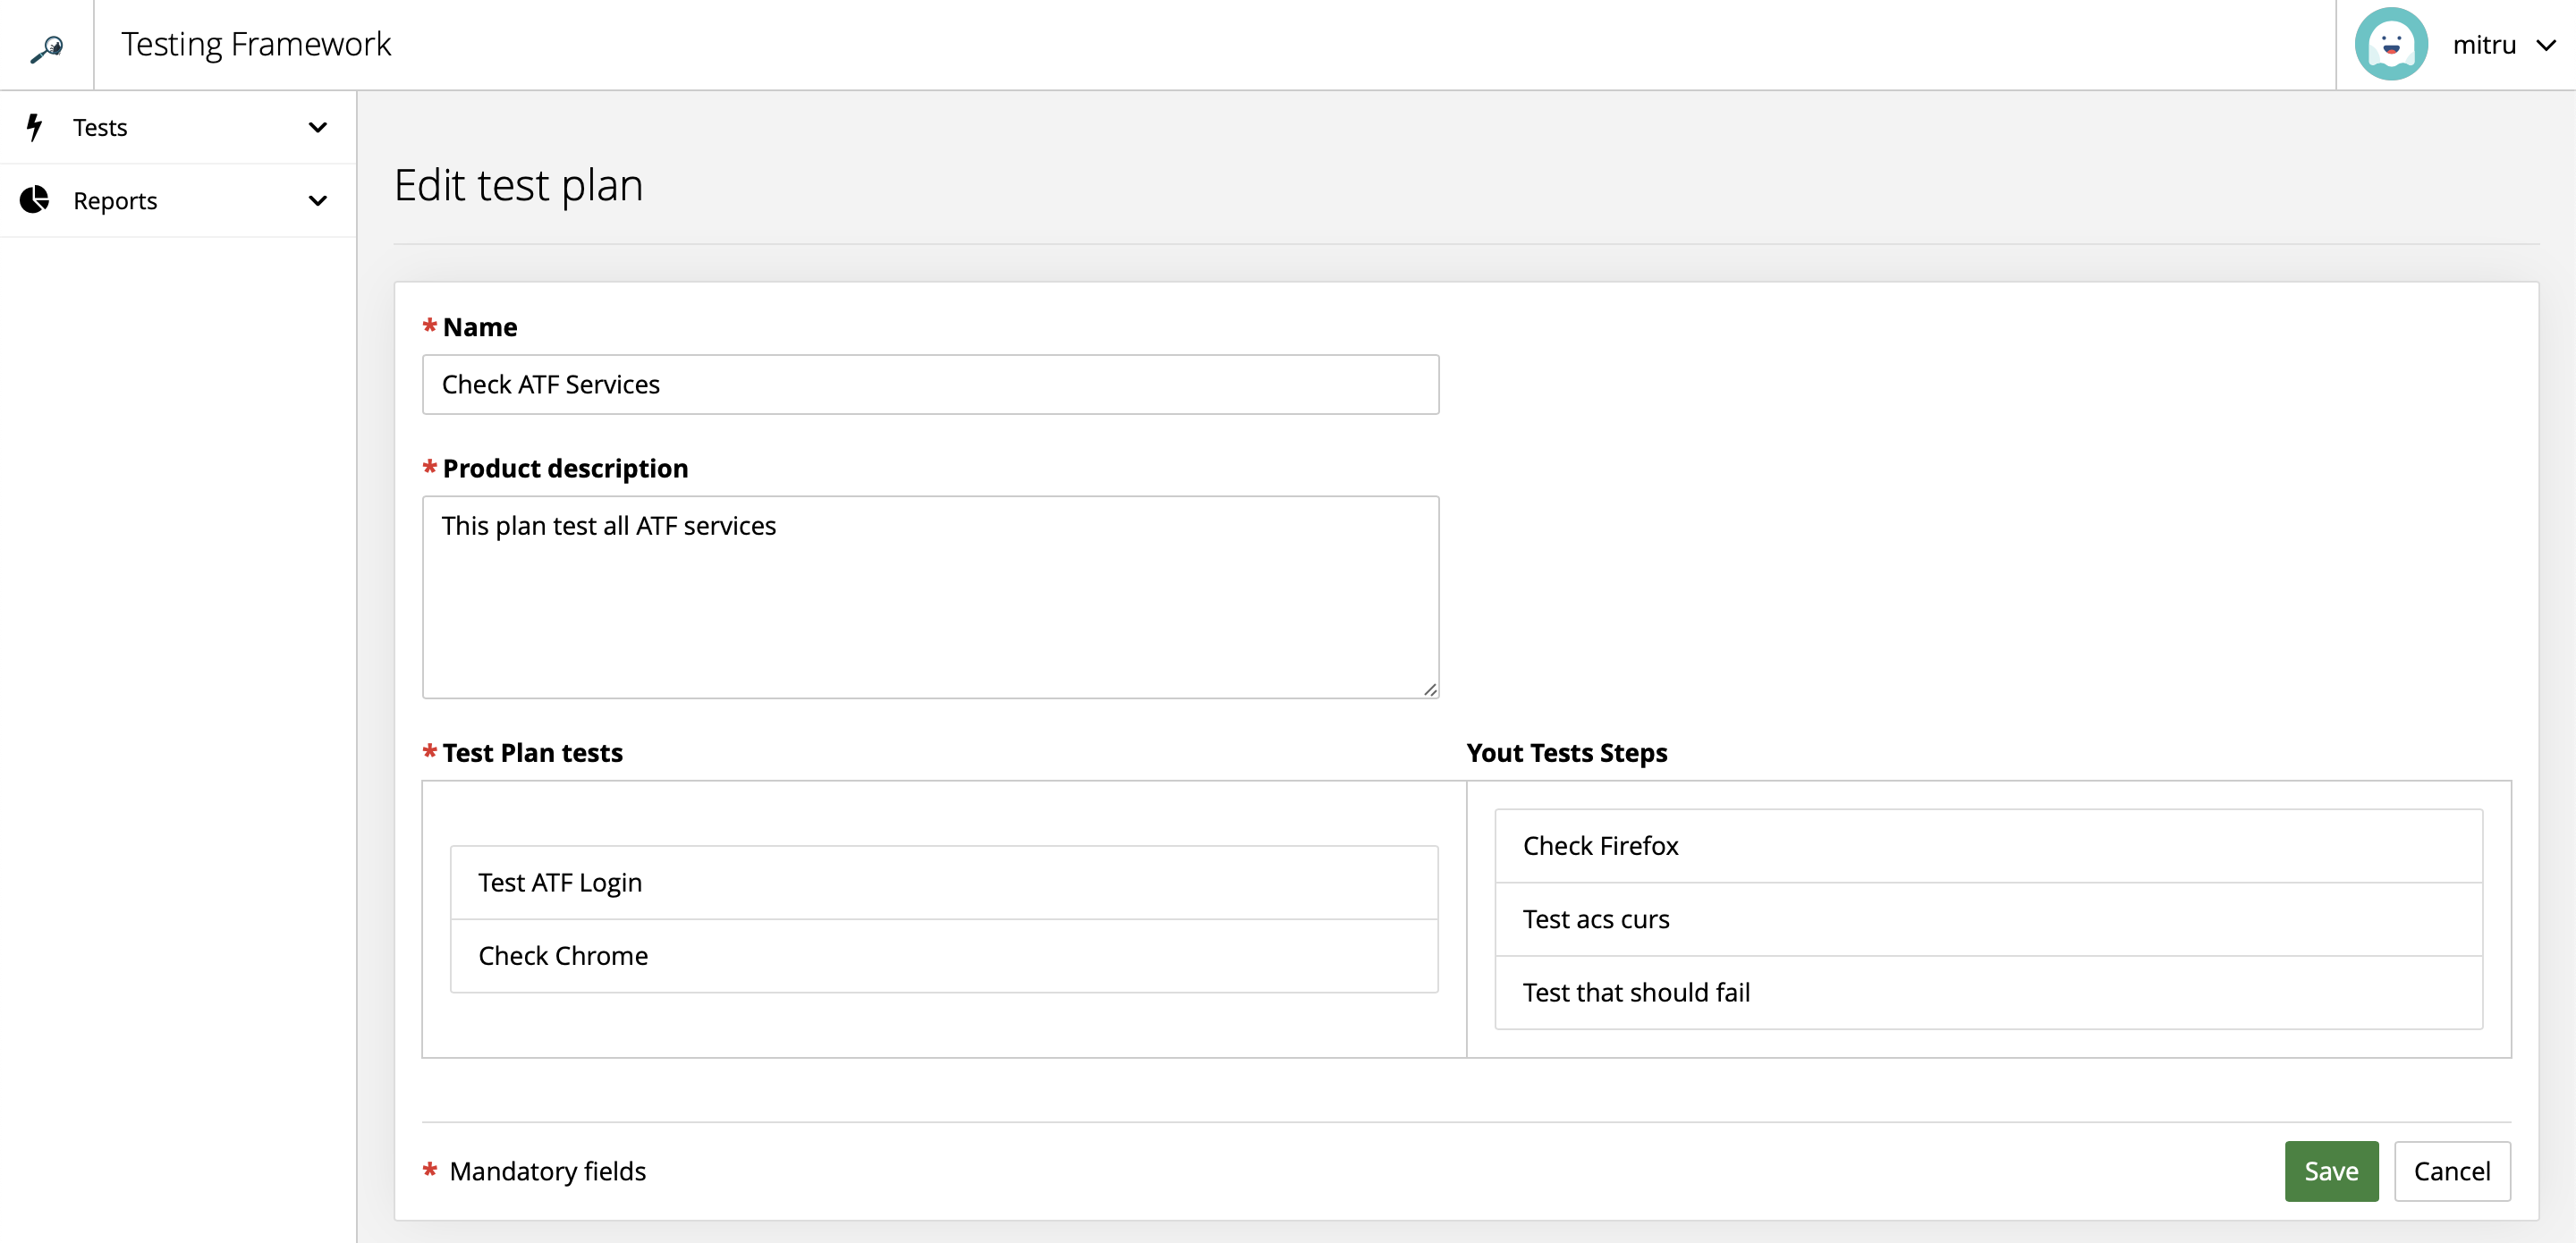 Testing Framework
mitru
Tests
Reports
Edit test plan
* Name
Check ATF Services
* Product description
This plan test all ATF services
* Test Plan tests
Yout Tests Steps
Test ATF Login
Check Chrome
Check Firefox
Test acs curs
Test that should fail
* Mandatory fields
Save
Cancel